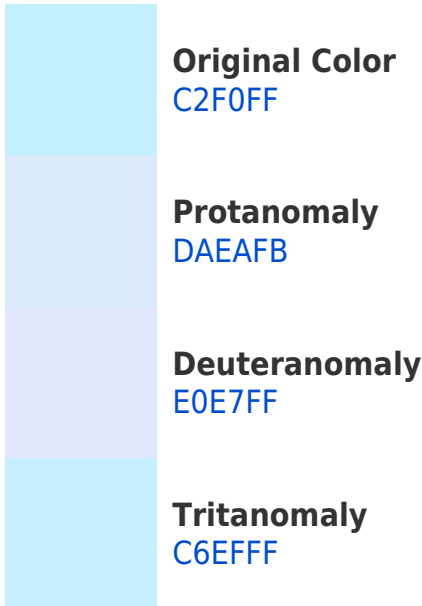 Original Color
C2F0FF
Protanomaly
DAEAFB
Deuteranomaly
E0E7FF
Tritanomaly
C6EFFF